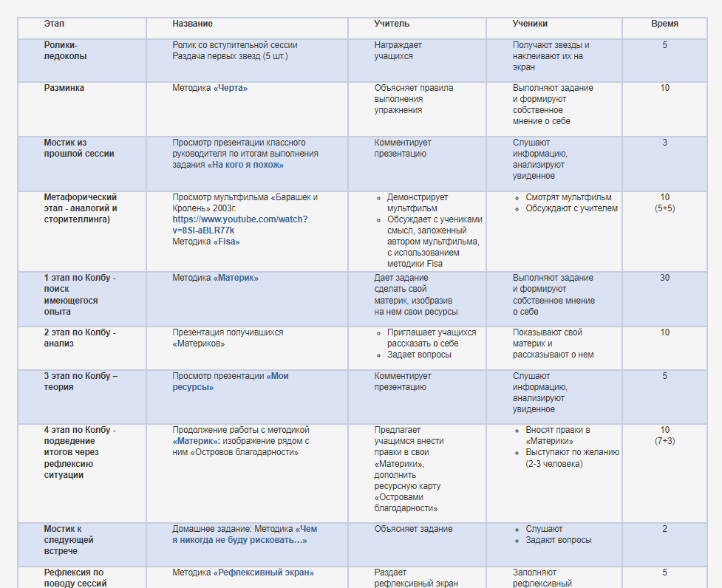 Этап Название Учитель Ученики Время
Ролики-
ледоколы
Ролик со вступительной сессии
Раздача первых звезд (5 шт.)
Награждает
учащихся
Получают звезды и
наклеивают их на
экран
5
Разминка
Методика «Черта»
Объясняет правила
выполнения
упражнения
Выполняют задание
и формируют
собственное
мнение о себе
10
Мостик из
прошлой сессии
Просмотр презентации классного
руководителя по итогам выполнения
задания «На кого я похож»
Комментирует
презентацию
Слушают
информацию,
анализируют
увиденное
3
Метафорический
этап - аналогий и
сторителлинга)
Просмотр мультфильма «Барашек и
Кролень» 2003г.
https://www.youtube.com/watch?
v=8Sl-aBLR77k
Методика «Fisa»
Демонстрирует
мультфильм
Обсуждает с учениками
смысл, заложенный
автором мультфильма,
с использованием
методики Fisa
Смотрят мультфильм
Обсуждают с учителем
10
(5+5)
1 этап по Колбу -
поиск
имеющегося
опыта
Методика «Материк»
Дает задание
сделать свой
материк, изобразив
на нем свои ресурсы
Выполняют задание
и формируют
собственное мнение
о себе
30
2 этап по Колбу -
анализ
Презентация получившихся
«Материков»
Приглашает учащихся
рассказать о себе
Задает вопросы
Показывают свой
материк и
рассказывают о нем
10
3 этап по Колбу –
теория
Просмотр презентации «Мои
ресурсы»
Комментирует
презентацию
Слушают
информацию,
анализируют
увиденное
5
4 этап по Колбу -
подведение
итогов через
рефлексию
ситуации
Продолжение работы с методикой
«Материк»: изображение рядом с
ним «Островов благодарности»
Предлагает
учащимся внести
правки в свои
«Материки»,
дополнить
ресурсную карту
«Островами
благодарности»
Вносят правки в
«Материки»
Выступают по желанию
(2-3 человека)
10
(7+3)
Мостик к
следующей
встрече
Домашнее задание: Методика «Чем
я никогда не буду рисковать…»
Объясняет задание
Слушают
Задают вопросы
2
Рефлексия по
поводу сессий
Методика «Рефлексивный экран»
Раздает
рефлексивный экран
Заполняют
рефлексивный
5